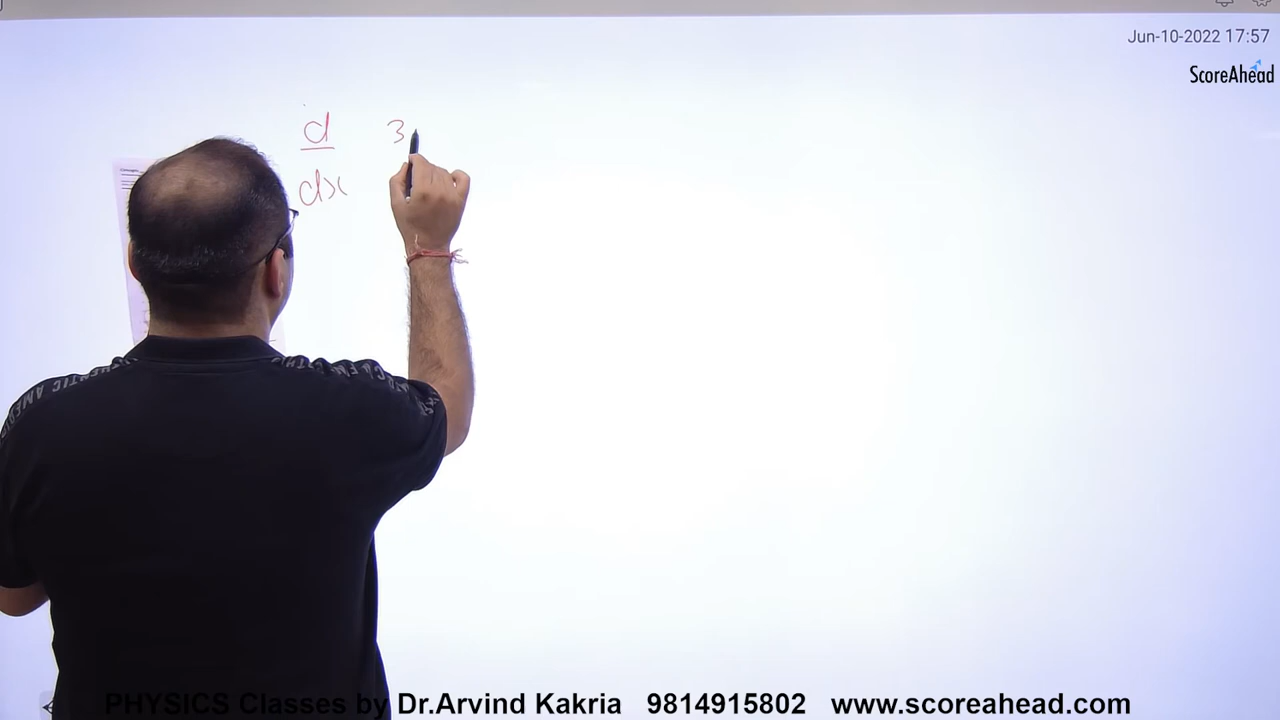 Jun-10-2022 17:57
ScoreAhead
d 3
dx
PHYSICS Classes by Dr.Arvind Kakria 9814915802 www.scoreahead.com